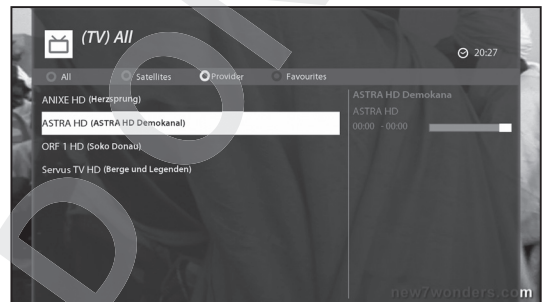 (TV) All
20:27
All Satellites Provider Favourites
ANIXE HD (Herzsprung)
ASTRA HD (ASTRA HD Demokanal)
ORF 1 HD (Soko Donau)
Servus TV HD (Berge und Legenden)
ASTRA HD Demokana
ASTRA HD
00:00 - 00:00
new7wonders.com